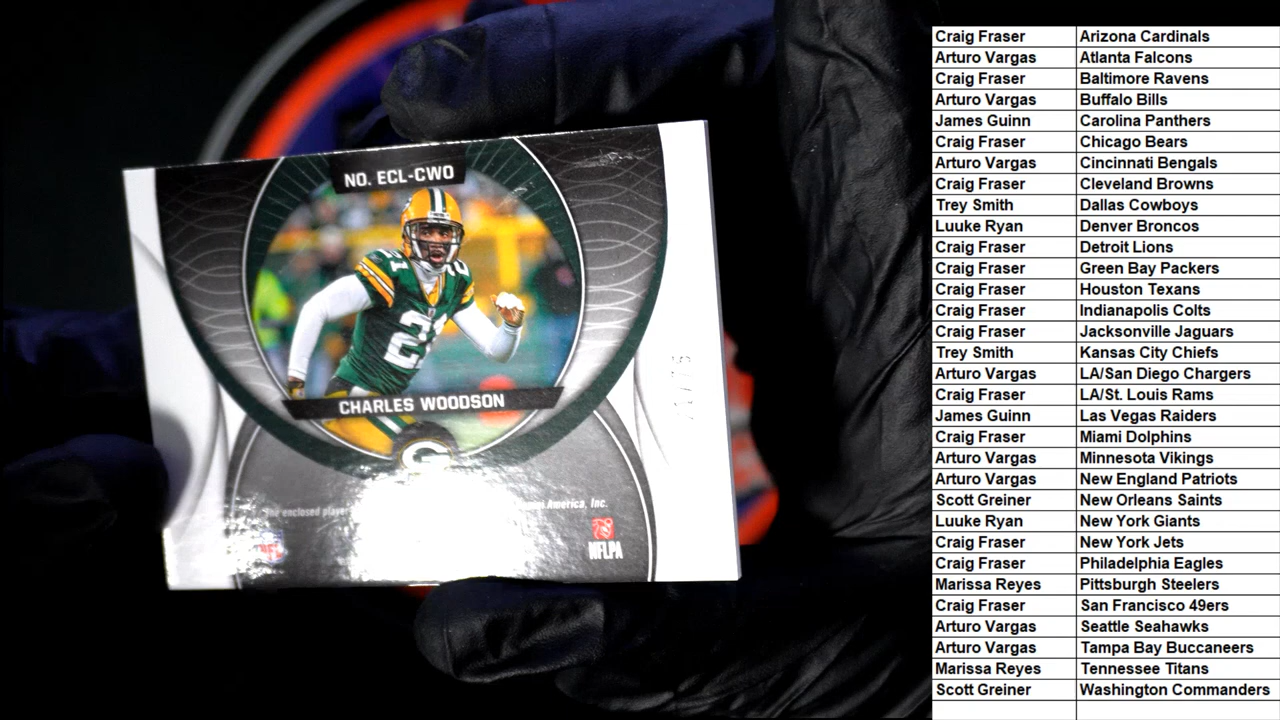 NO. ECL-CWO
21
2
21
CHARLES WOODSON
G
The enclosed player
America, Inc.
NFL
NFLPA
Craig Fraser Arizona Cardinals
Arturo Vargas Atlanta Falcons
Craig Fraser Baltimore Ravens
Arturo Vargas Buffalo Bills
James Guinn Carolina Panthers
Craig Fraser Chicago Bears
Arturo Vargas Cincinnati Bengals
Craig Fraser Cleveland Browns
Trey Smith Dallas Cowboys
Luuke Ryan Denver Broncos
Craig Fraser Detroit Lions
Craig Fraser Green Bay Packers
Craig Fraser Houston Texans
Craig Fraser Indianapolis Colts
Craig Fraser Jacksonville Jaguars
Trey Smith Kansas City Chiefs
Arturo Vargas LA/San Diego Chargers
Craig Fraser LA/St. Louis Rams
James Guinn Las Vegas Raiders
Craig Fraser Miami Dolphins
Arturo Vargas Minnesota Vikings
Arturo Vargas New England Patriots
Scott Greiner New Orleans Saints
Luuke Ryan New York Giants
Craig Fraser New York Jets
Craig Fraser Philadelphia Eagles
Marissa Reyes Pittsburgh Steelers
Craig Fraser San Francisco 49ers
Arturo Vargas Seattle Seahawks
Arturo Vargas Tampa Bay Buccaneers
Marissa Reyes Tennessee Titans
Scott Greiner Washington Commanders